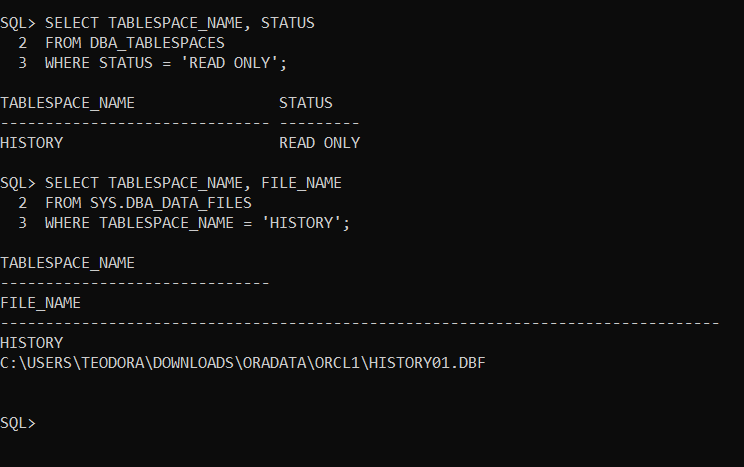 SQL> SELECT TABLESPACE_NAME, STATUS
  2  FROM DBA_TABLESPACES
  3  WHERE STATUS = 'READ ONLY';
TABLESPACE_NAME                STATUS
------------------------------ ---------
HISTORY                        READ ONLY
SQL> SELECT TABLESPACE_NAME, FILE_NAME
  2  FROM SYS.DBA_DATA_FILES
  3  WHERE TABLESPACE_NAME = 'HISTORY';
TABLESPACE_NAME
------------------------------
FILE_NAME
--------------------------------------------------------------------------------
HISTORY
C:\USERS\TEODORA\DOWNLOADS\ORADATA\ORCL1\HISTORY01.DBF
SQL>